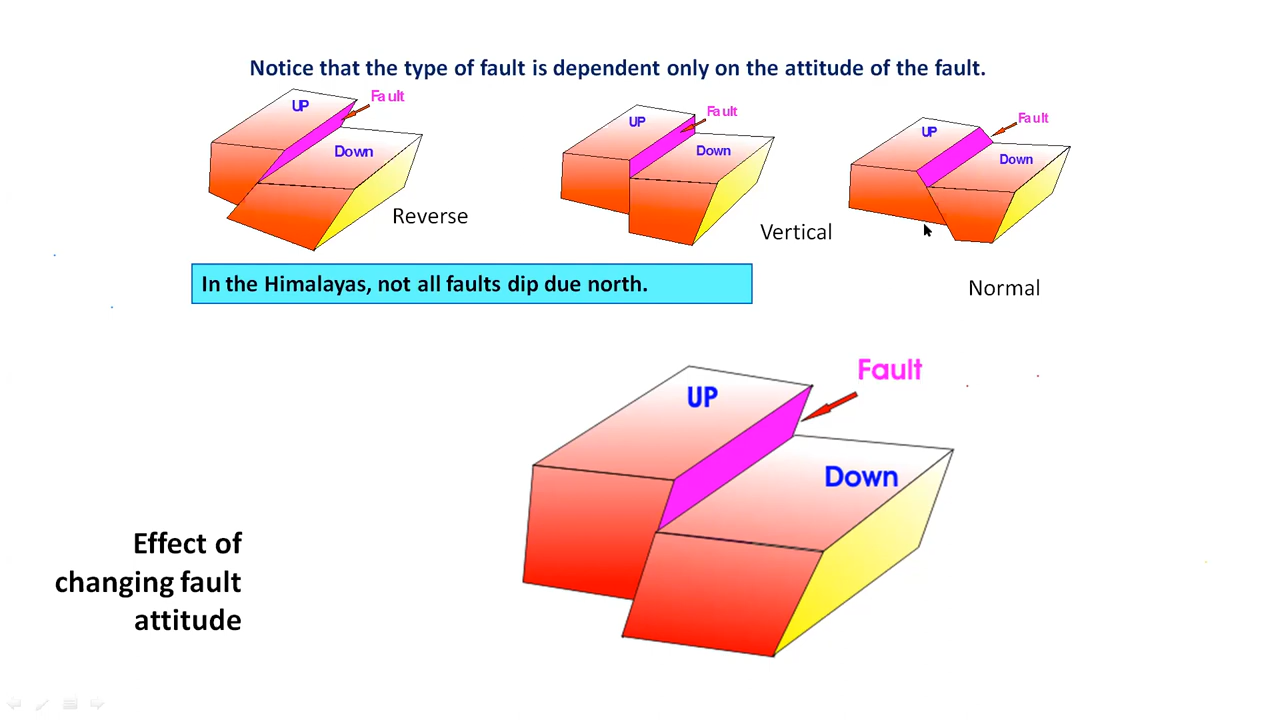 Notice that the type of fault is dependent only on the attitude of the fault.
UP
Fault
Down
Reverse
UP
Fault
Down
Vertical
UP
Fault
Down
Normal
In the Himalayas, not all faults dip due north.
Fault
UP
Down
Effect of
changing fault
attitude